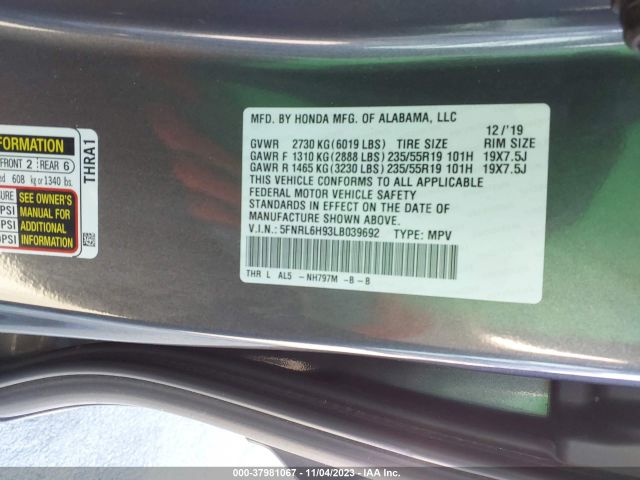 MFD. BY HONDA MFG. OF ALABAMA, LLC
12/'19
GVWR 2730 KG (6019 LBS) TIRE SIZE RIM SIZE
GAWR F 1310 KG (2888 LBS) 235/55R19 101H 19X7.5J
GAWR R 1465 KG (3230 LBS) 235/55R19 101H 19X7.5J
THIS VEHICLE CONFORMS TO ALL APPLICABLE
FEDERAL MOTOR VEHICLE SAFETY
STANDARDS IN EFFECT ON THE DATE OF
MANUFACTURE SHOWN ABOVE.
V.I.N.: 5FNRL6H93LB039692 TYPE: MPV
THR L AL5 -NH797M -B-B
FORMATION
FRONT 2 REAR 6
608 kg or 1340 lbs.
SEE OWNER'S
PSI MANUAL FOR
PSI ADDITIONAL
PSI INFORMATION
THRA1
000-37981067 - 11/04/2023 - IAA Inc.